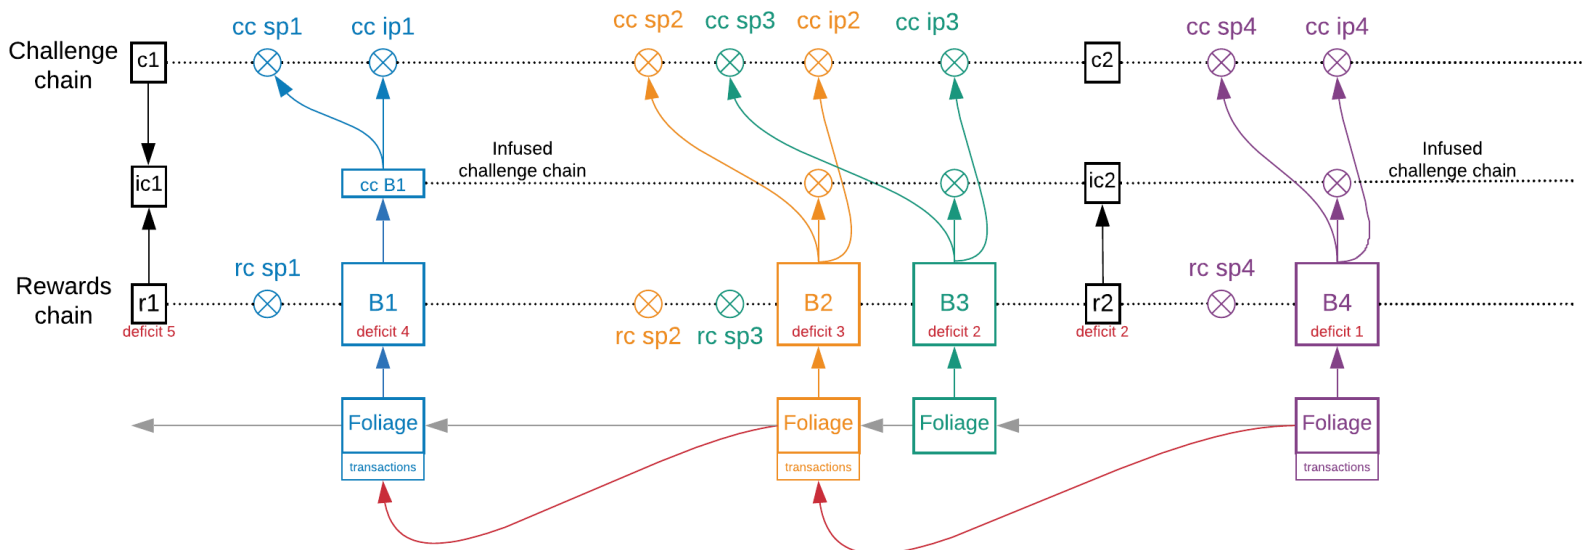 cc sp1
cc ip1
cc sp2
cc sp3
cc ip2
cc ip3
cc sp4
cc ip4
Challenge
chain
c1
c2
ic1
cc B1
Infused
challenge chain
ic2
Infused
challenge chain
Rewards
chain
r1
deficit 5
rc sp1
B1
deficit 4
rc sp2
rc sp3
B2
deficit 3
B3
deficit 2
r2
deficit 2
rc sp4
B4
deficit 1
Foliage
transactions
Foliage
transactions
Foliage
Foliage
transactions